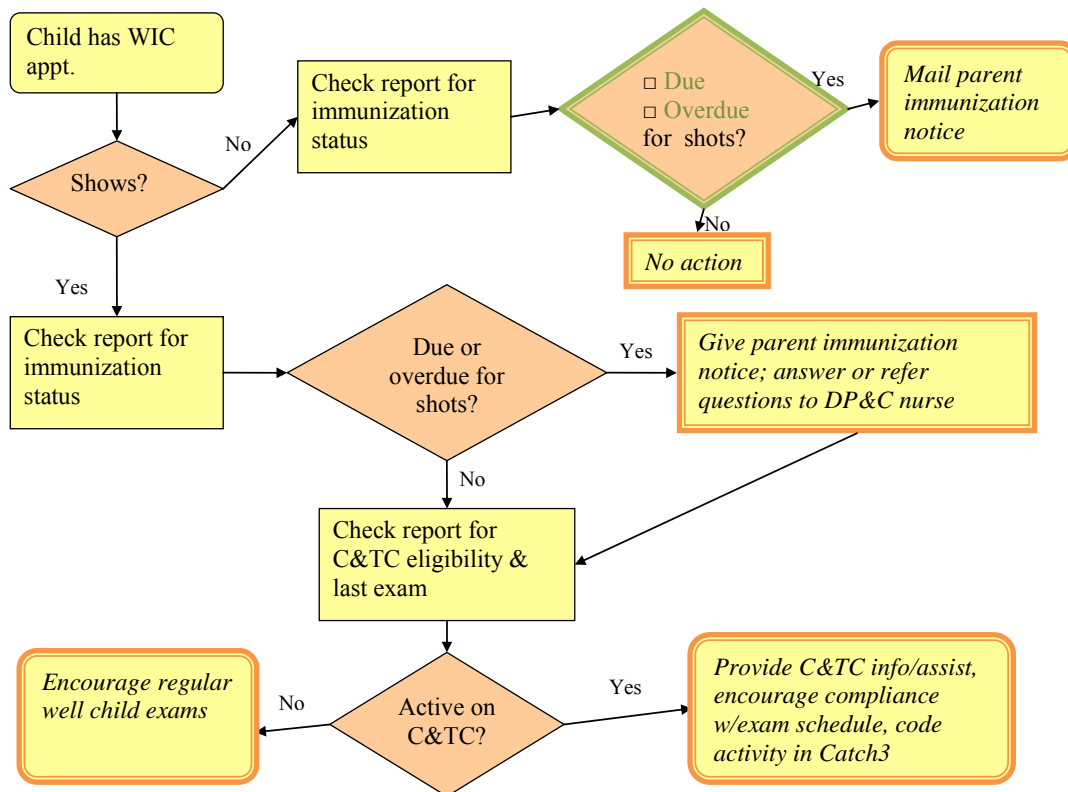 Child has WIC
appt.
Check report for
immunization
status
□ Due
□ Overdue
for shots?
Yes
Mail parent
immunization
notice
No
Shows?
No
No action
Yes
Check report for
immunization
status
Due or
overdue for
shots?
Yes
Give parent immunization
notice; answer or refer
questions to DP&C nurse
No
Check report for
C&TC eligibility &
last exam
Encourage regular
well child exams
No
Active on
C&TC?
Yes
Provide C&TC info/assist,
encourage compliance
w/exam schedule, code
activity in Catch3